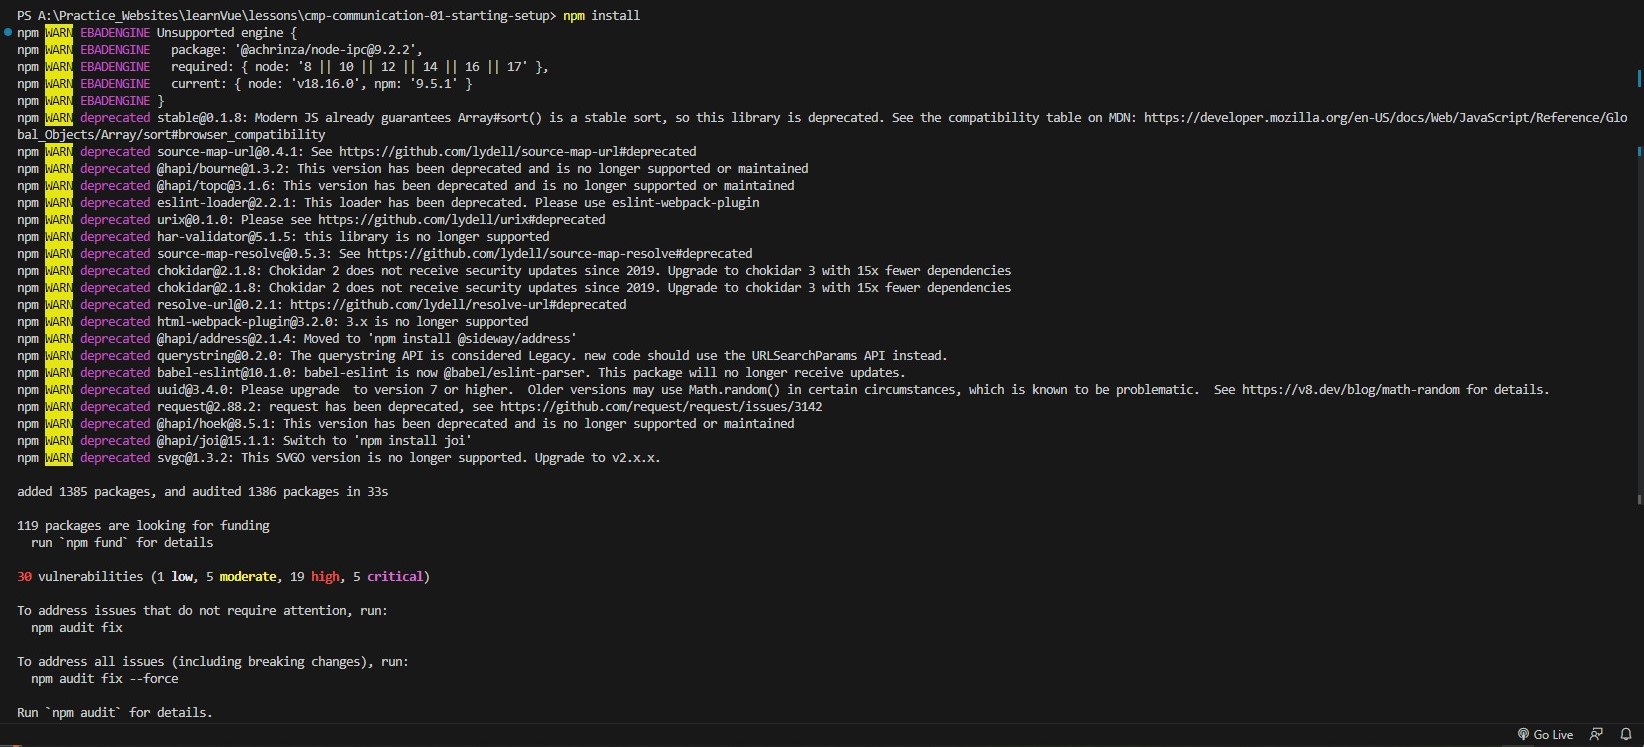 PS A:\Practice_Websites\learnVue\lessons\cmp-communication-01-starting-setup> npm install
npm WARN EBADENGINE Unsupported engine {
npm WARN EBADENGINE   package: '@achrinza/node-ipc@9.2.2',
npm WARN EBADENGINE   required: { node: '8 || 10 || 12 || 14 || 16 || 17' },
npm WARN EBADENGINE   current: { node: 'v18.16.0', npm: '9.5.1' }
npm WARN EBADENGINE }
npm WARN deprecated stable@0.1.8: Modern JS already guarantees Array#sort() is a stable sort, so this library is deprecated. See the compatibility table on MDN: https://developer.mozilla.org/en-US/docs/Web/JavaScript/Reference/Glo
bal_Objects/Array/sort#browser_compatibility
npm WARN deprecated source-map-url@0.4.1: See https://github.com/lydell/source-map-url#deprecated
npm WARN deprecated @hapi/bourne@1.3.2: This version has been deprecated and is no longer supported or maintained
npm WARN deprecated @hapi/topo@3.1.6: This version has been deprecated and is no longer supported or maintained
npm WARN deprecated eslint-loader@2.2.1: This loader has been deprecated. Please use eslint-webpack-plugin
npm WARN deprecated urix@0.1.0: Please see https://github.com/lydell/urix#deprecated
npm WARN deprecated har-validator@5.1.5: this library is no longer supported
npm WARN deprecated source-map-resolve@0.5.3: See https://github.com/lydell/source-map-resolve#deprecated
npm WARN deprecated chokidar@2.1.8: Chokidar 2 does not receive security updates since 2019. Upgrade to chokidar 3 with 15x fewer dependencies
npm WARN deprecated chokidar@2.1.8: Chokidar 2 does not receive security updates since 2019. Upgrade to chokidar 3 with 15x fewer dependencies
npm WARN deprecated resolve-url@0.2.1: https://github.com/lydell/resolve-url#deprecated
npm WARN deprecated html-webpack-plugin@3.2.0: 3.x is no longer supported
npm WARN deprecated @hapi/address@2.1.4: Moved to 'npm install @sideway/address'
npm WARN deprecated querystring@0.2.0: The querystring API is considered Legacy. new code should use the URLSearchParams API instead.
npm WARN deprecated babel-eslint@10.1.0: babel-eslint is now @babel/eslint-parser. This package will no longer receive updates.
npm WARN deprecated uuid@3.4.0: Please upgrade  to version 7 or higher.  Older versions may use Math.random() in certain circumstances, which is known to be problematic.  See https://v8.dev/blog/math-random for details.
npm WARN deprecated request@2.88.2: request has been deprecated, see https://github.com/request/request/issues/3142
npm WARN deprecated @hapi/hoek@8.5.1: This version has been deprecated and is no longer supported or maintained
npm WARN deprecated @hapi/joi@15.1.1: Switch to 'npm install joi'
npm WARN deprecated svgo@1.3.2: This SVGO version is no longer supported. Upgrade to v2.x.x.
added 1385 packages, and audited 1386 packages in 33s
119 packages are looking for funding
  run `npm fund` for details
30 vulnerabilities (1 low, 5 moderate, 19 high, 5 critical)
To address issues that do not require attention, run:
  npm audit fix
To address all issues (including breaking changes), run:
  npm audit fix --force
Run `npm audit` for details.
Go Live